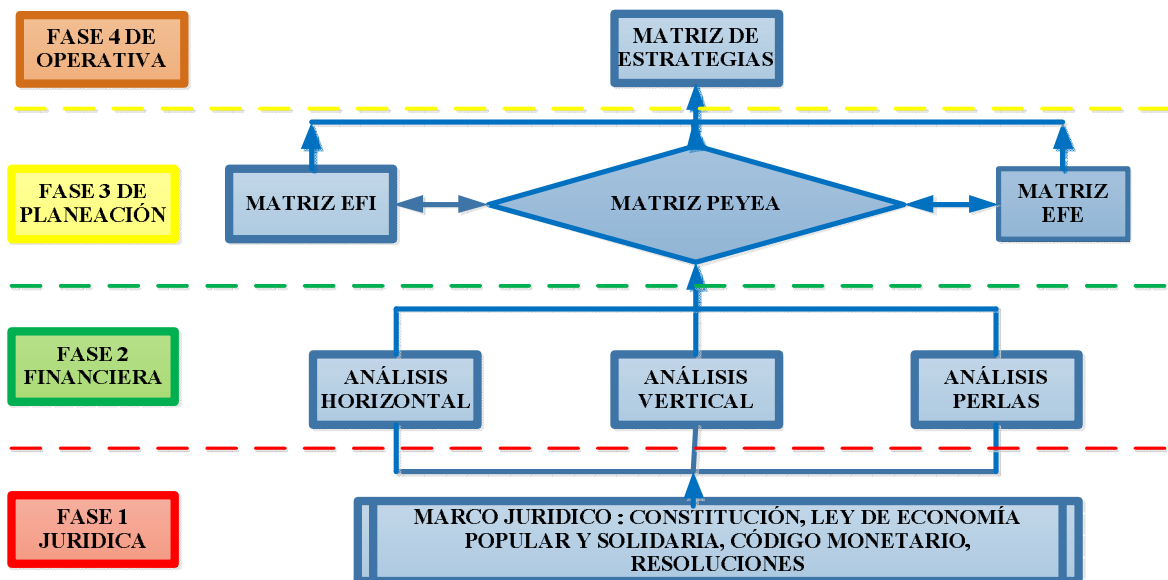 FASE 4 DE
OPERATIVA
MATRIZ DE
ESTRATEGIAS
FASE 3 DE
PLANEACIÓN
MATRIZ EFI
MATRIZ PEYEA
MATRIZ
EFE
FASE 2
FINANCIERA
ANÁLISIS
HORIZONTAL
ANÁLISIS
VERTICAL
ANÁLISIS
PERLAS
FASE 1
JURIDICA
MARCO JURIDICO : CONSTITUCIÓN, LEY DE ECONOMÍA
POPULAR Y SOLIDARIA, CÓDIGO MONETARIO,
RESOLUCIONES